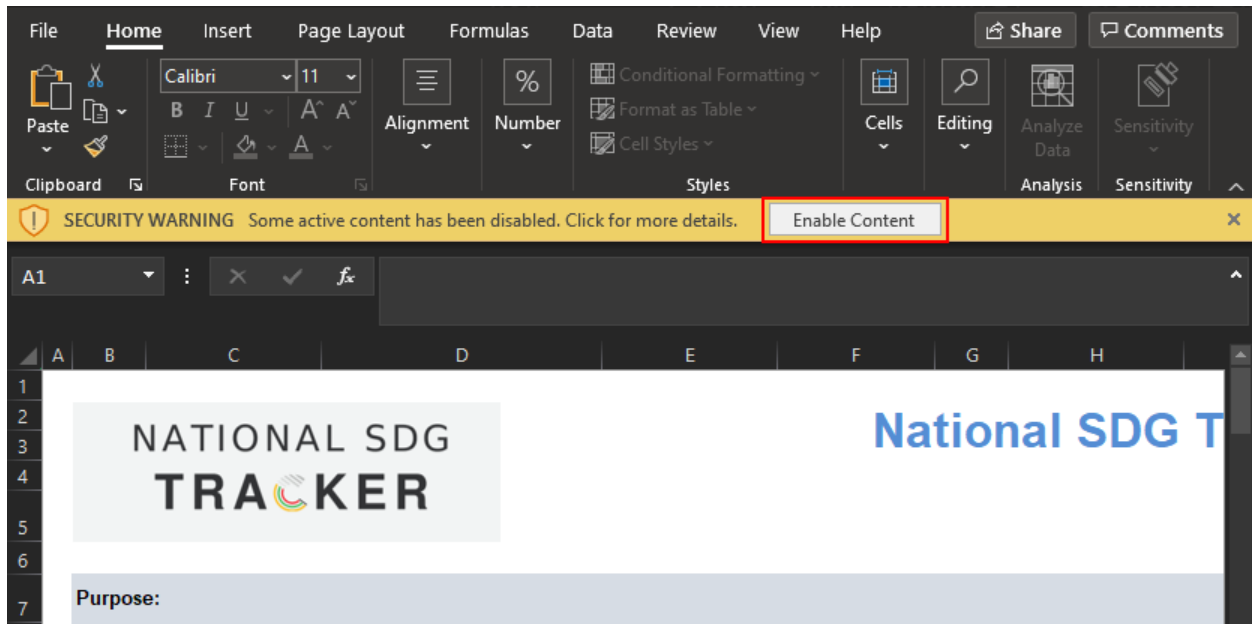 File Home Insert Page Layout Formulas Data Review View Help Share Comments
Calibri 11
B I U A A
Paste
Alignment
Number
Conditional Formatting
Format as Table
Cell Styles
Cells
Editing
Analyze
Data
Sensitivity
Clipboard Font Styles Analysis Sensitivity
SECURITY WARNING Some active content has been disabled. Click for more details. Enable Content
A1 fx
A B C D E F G H
1
2
3
4
5
6
7
NATIONAL SDG
TRACKER
National SDG T
Purpose: